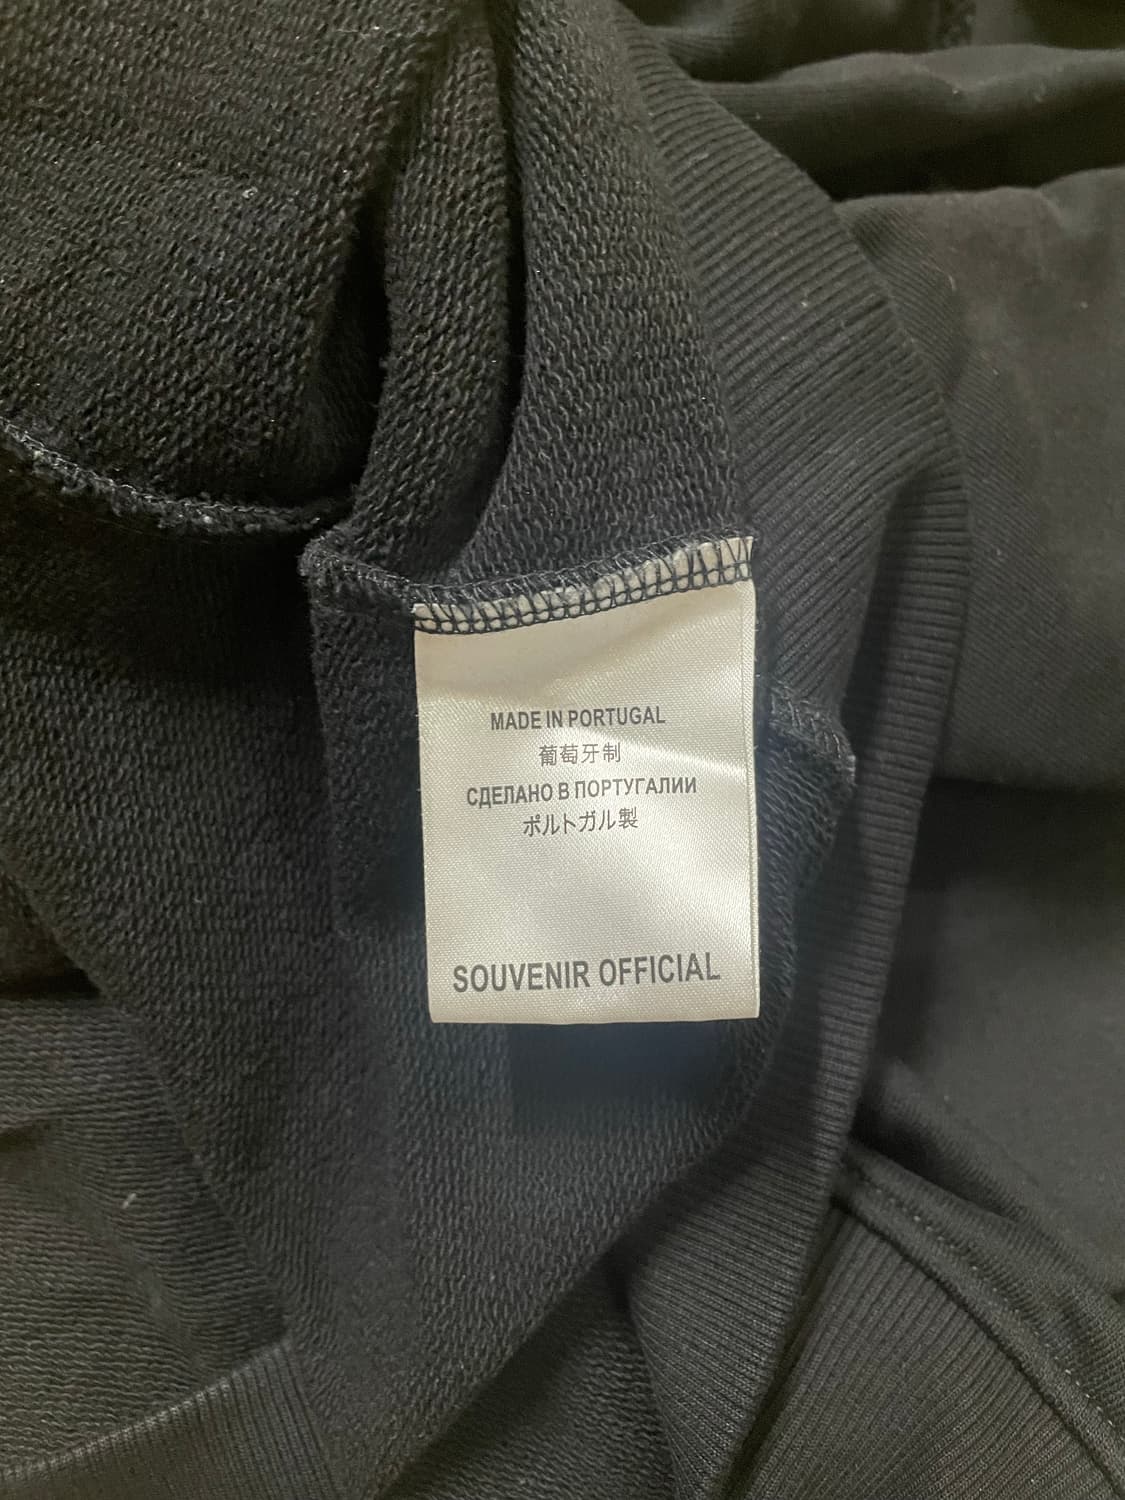 MADE IN PORTUGAL
葡萄牙制
СДЕЛАНО В ПОРТУГАЛИИ
ポルトガル製
SOUVENIR OFFICIAL